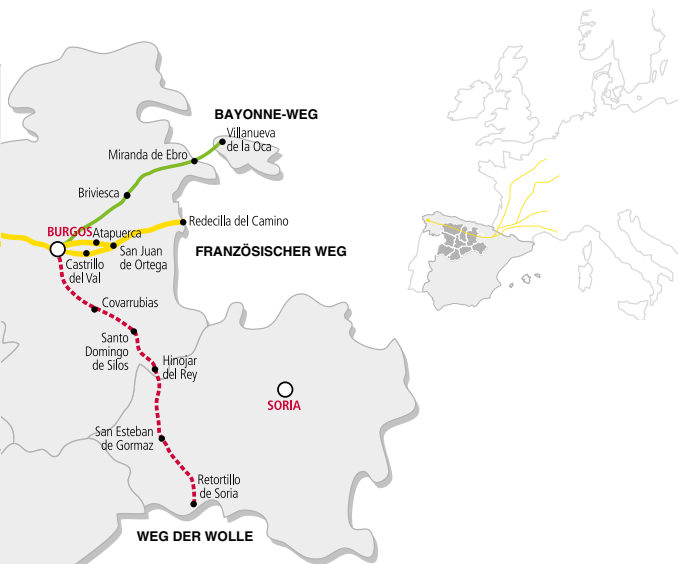 BAYONNE-WEG
Villanueva
de la Oca
Miranda de Ebro
Briviesca
Redecilla del Camino
BURGOS
Atapuerca
San Juan
de Ortega
FRANZÖSISCHER WEG
Castrillo
del Val
Covarrubias
Santo
Domingo
de Silos
Hinojar
del Rey
SORIA
San Esteban
de Gormaz
Retortillo
de Soria
WEG DER WOLLE